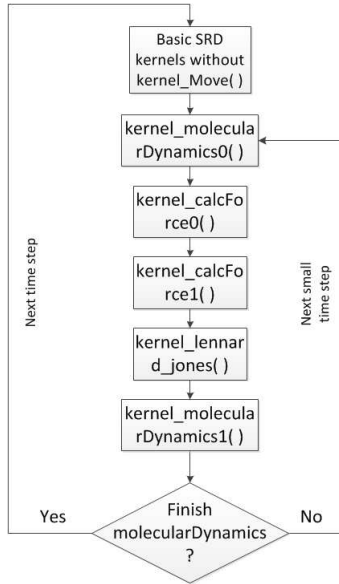 Basic SRD
kernels without
kernel_Move( )
kernel_molecula
rDynamics0( )
kernel_calcFo
rce0( )
kernel_calcFo
rce1( )
kernel_lennar
d_jones( )
kernel_molecula
rDynamics1( )
Finish
molecularDynamics
?
Yes
No
Next time step
Next small
time step